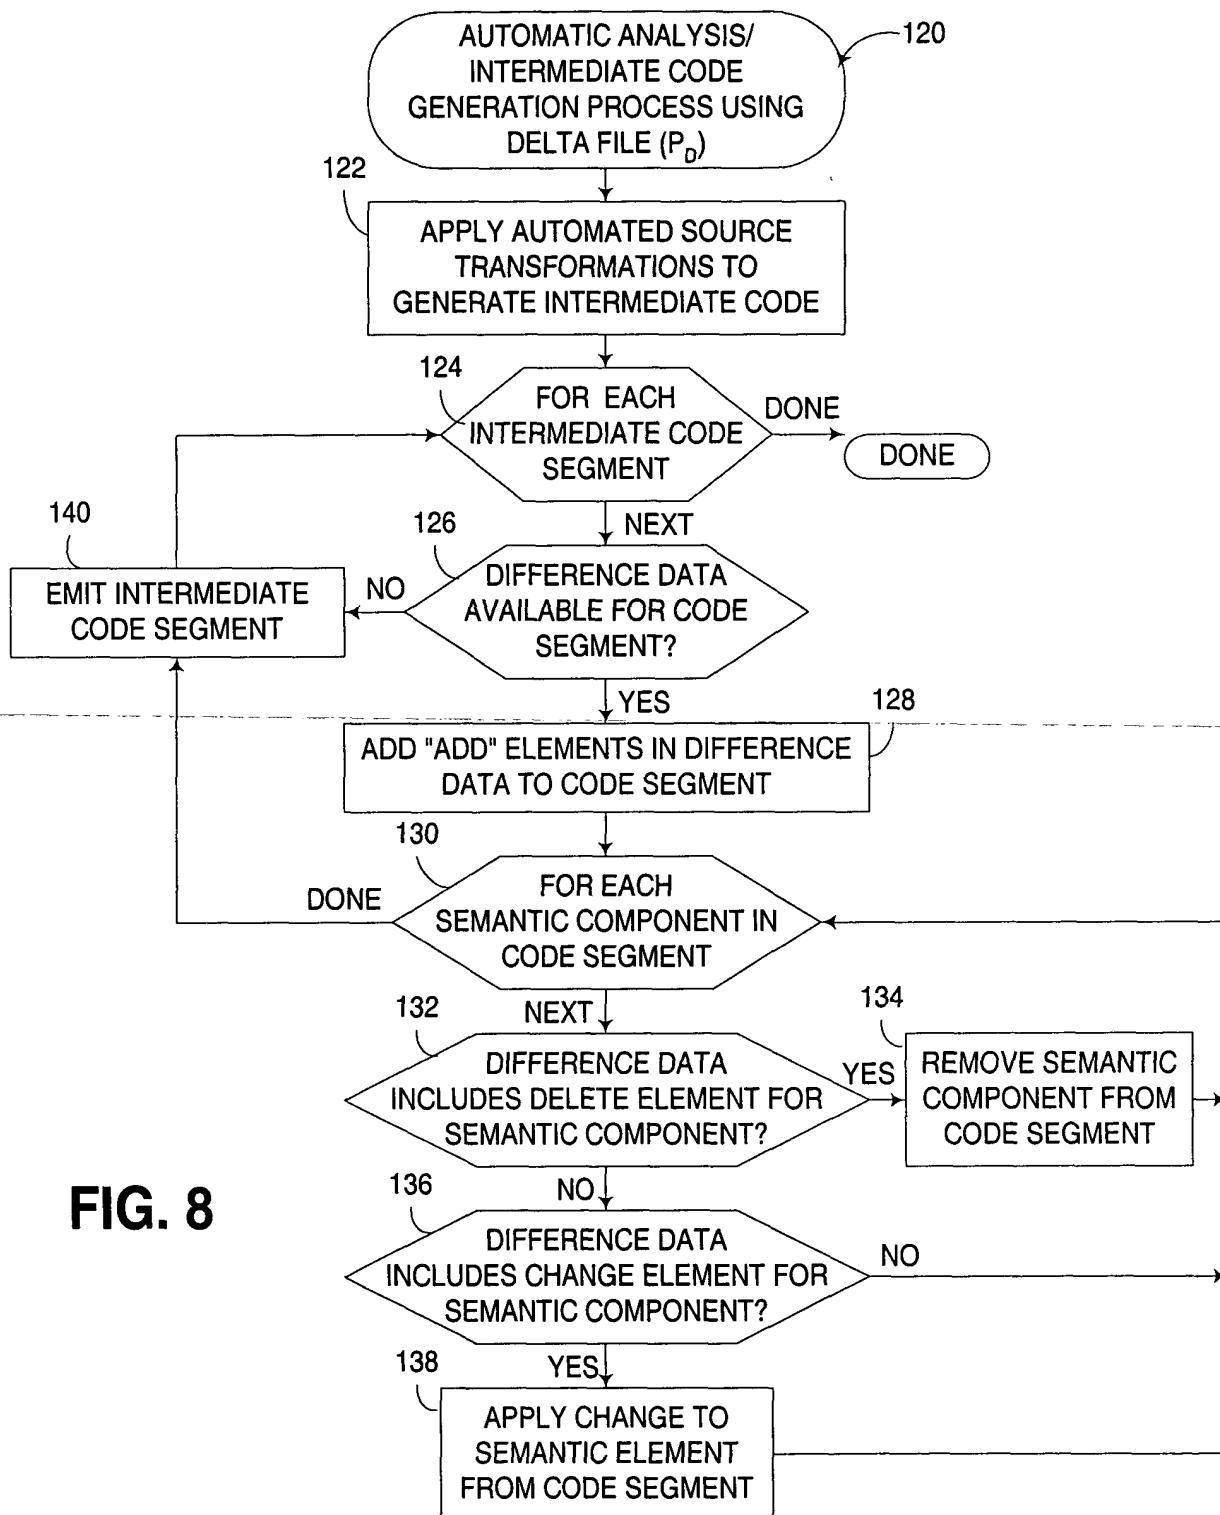 AUTOMATIC ANALYSIS/
INTERMEDIATE CODE
GENERATION PROCESS USING
DELTA FILE (P_D)
120
122
APPLY AUTOMATED SOURCE
TRANSFORMATIONS TO
GENERATE INTERMEDIATE CODE
124
FOR EACH
INTERMEDIATE CODE
SEGMENT
DONE
DONE
NEXT
140
EMIT INTERMEDIATE
CODE SEGMENT
NO
126
DIFFERENCE DATA
AVAILABLE FOR CODE
SEGMENT?
YES
128
ADD "ADD" ELEMENTS IN DIFFERENCE
DATA TO CODE SEGMENT
130
DONE
FOR EACH
SEMANTIC COMPONENT IN
CODE SEGMENT
NEXT
132
DIFFERENCE DATA
INCLUDES DELETE ELEMENT FOR
SEMANTIC COMPONENT?
YES
134
REMOVE SEMANTIC
COMPONENT FROM
CODE SEGMENT
NO
FIG. 8
136
DIFFERENCE DATA
INCLUDES CHANGE ELEMENT FOR
SEMANTIC COMPONENT?
NO
YES
138
APPLY CHANGE TO
SEMANTIC ELEMENT
FROM CODE SEGMENT